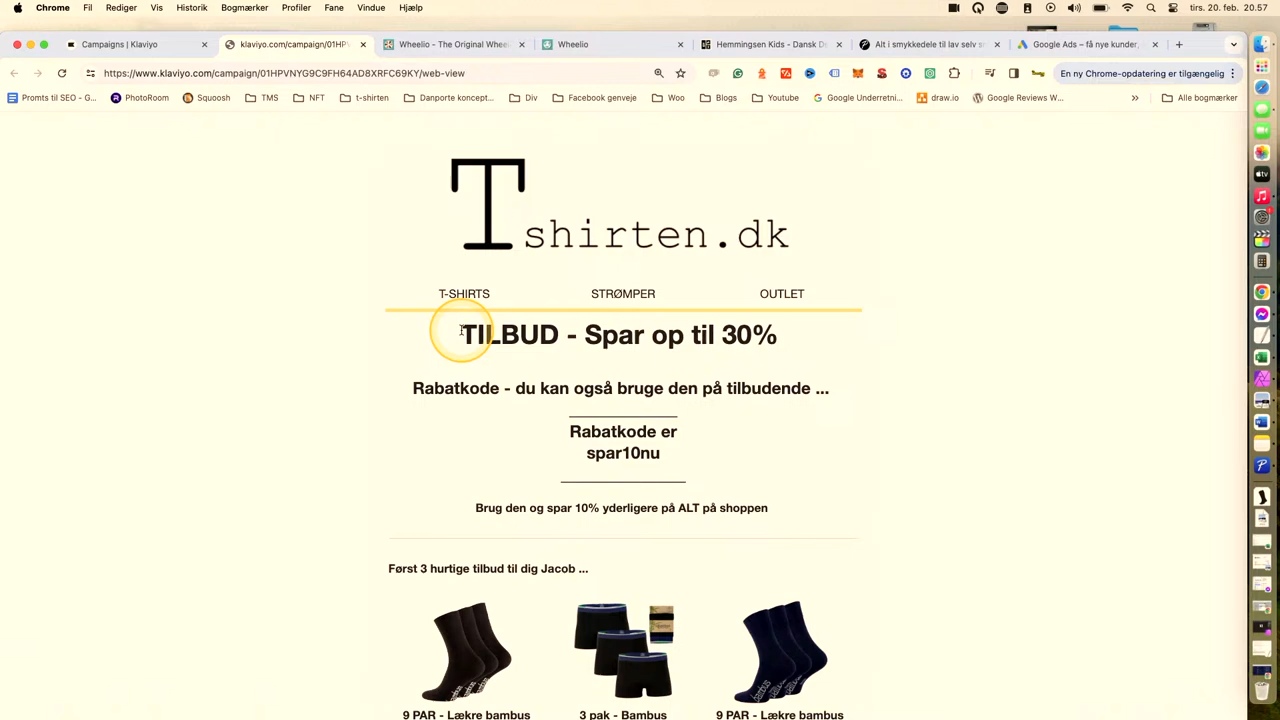 Chrome Fil Rediger Vis Historik Bogmærker Profiler Fane Vindue Hjælp tirs. 20. feb. 20.57
Campaigns | Klaviyo
klaviyo.com/campaign/01HPV
Wheelio - The Original Whee
Wheelio
Hemmingsen Kids - Dansk D
Alt i smykkedele til lav selv s
Google Ads – få nye kunder,
https://www.klaviyo.com/campaign/01HPVNYG9C9FH64AD8XRFC69KY/web-view
En ny Chrome-opdatering er tilgængelig
Promts til SEO - G... PhotoRoom Squoosh TMS NFT t-shirten Danporte koncept... Div Facebook genveje Woo Blogs Youtube Google Underretni... draw.io Google Reviews W... » Alle bogmærker
Tshirten.dk
T-SHIRTS STRØMPER OUTLET
TILBUD - Spar op til 30%
Rabatkode - du kan også bruge den på tilbudende ...
Rabatkode er
spar10nu
Brug den og spar 10% yderligere på ALT på shoppen
Først 3 hurtige tilbud til dig Jacob ...
9 PAR - Lækre bambus 3 pak - Bambus 9 PAR - Lækre bambus